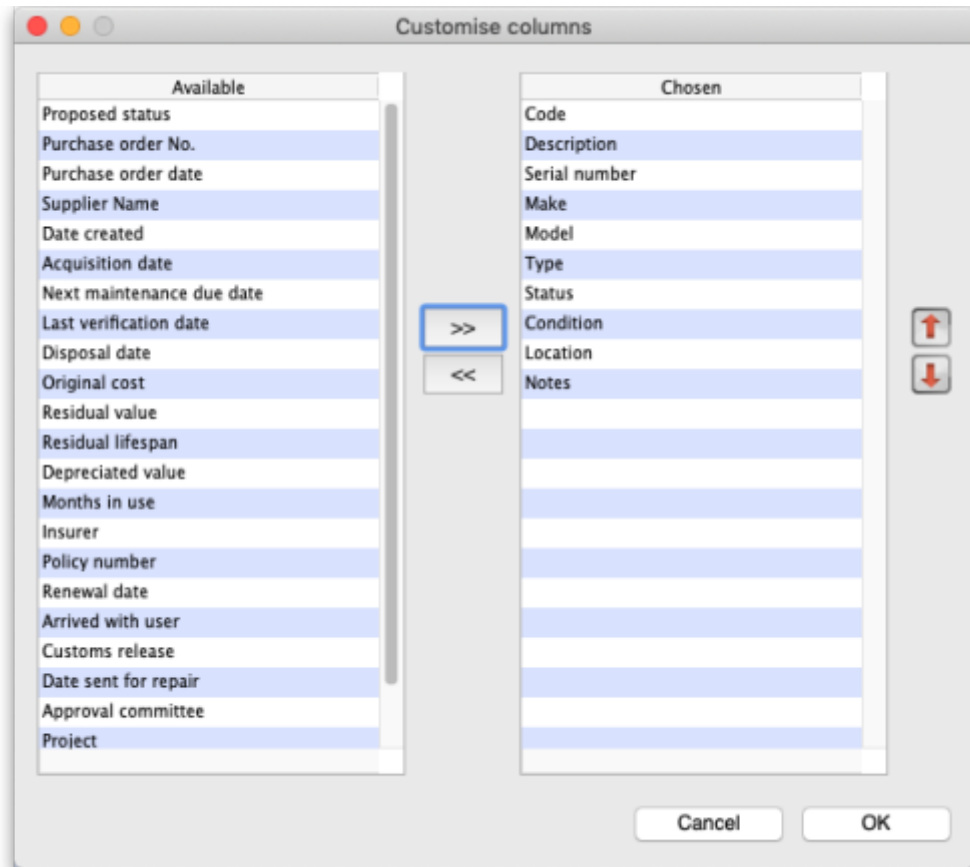 Customise columns
Available
Proposed status
Purchase order No.
Purchase order date
Supplier Name
Date created
Acquisition date
Next maintenance due date
Last verification date
Disposal date
Original cost
Residual value
Residual lifespan
Depreciated value
Months in use
Insurer
Policy number
Renewal date
Arrived with user
Customs release
Date sent for repair
Approval committee
Project
>>
<<
Chosen
Code
Description
Serial number
Make
Model
Type
Status
Condition
Location
Notes
Cancel
OK